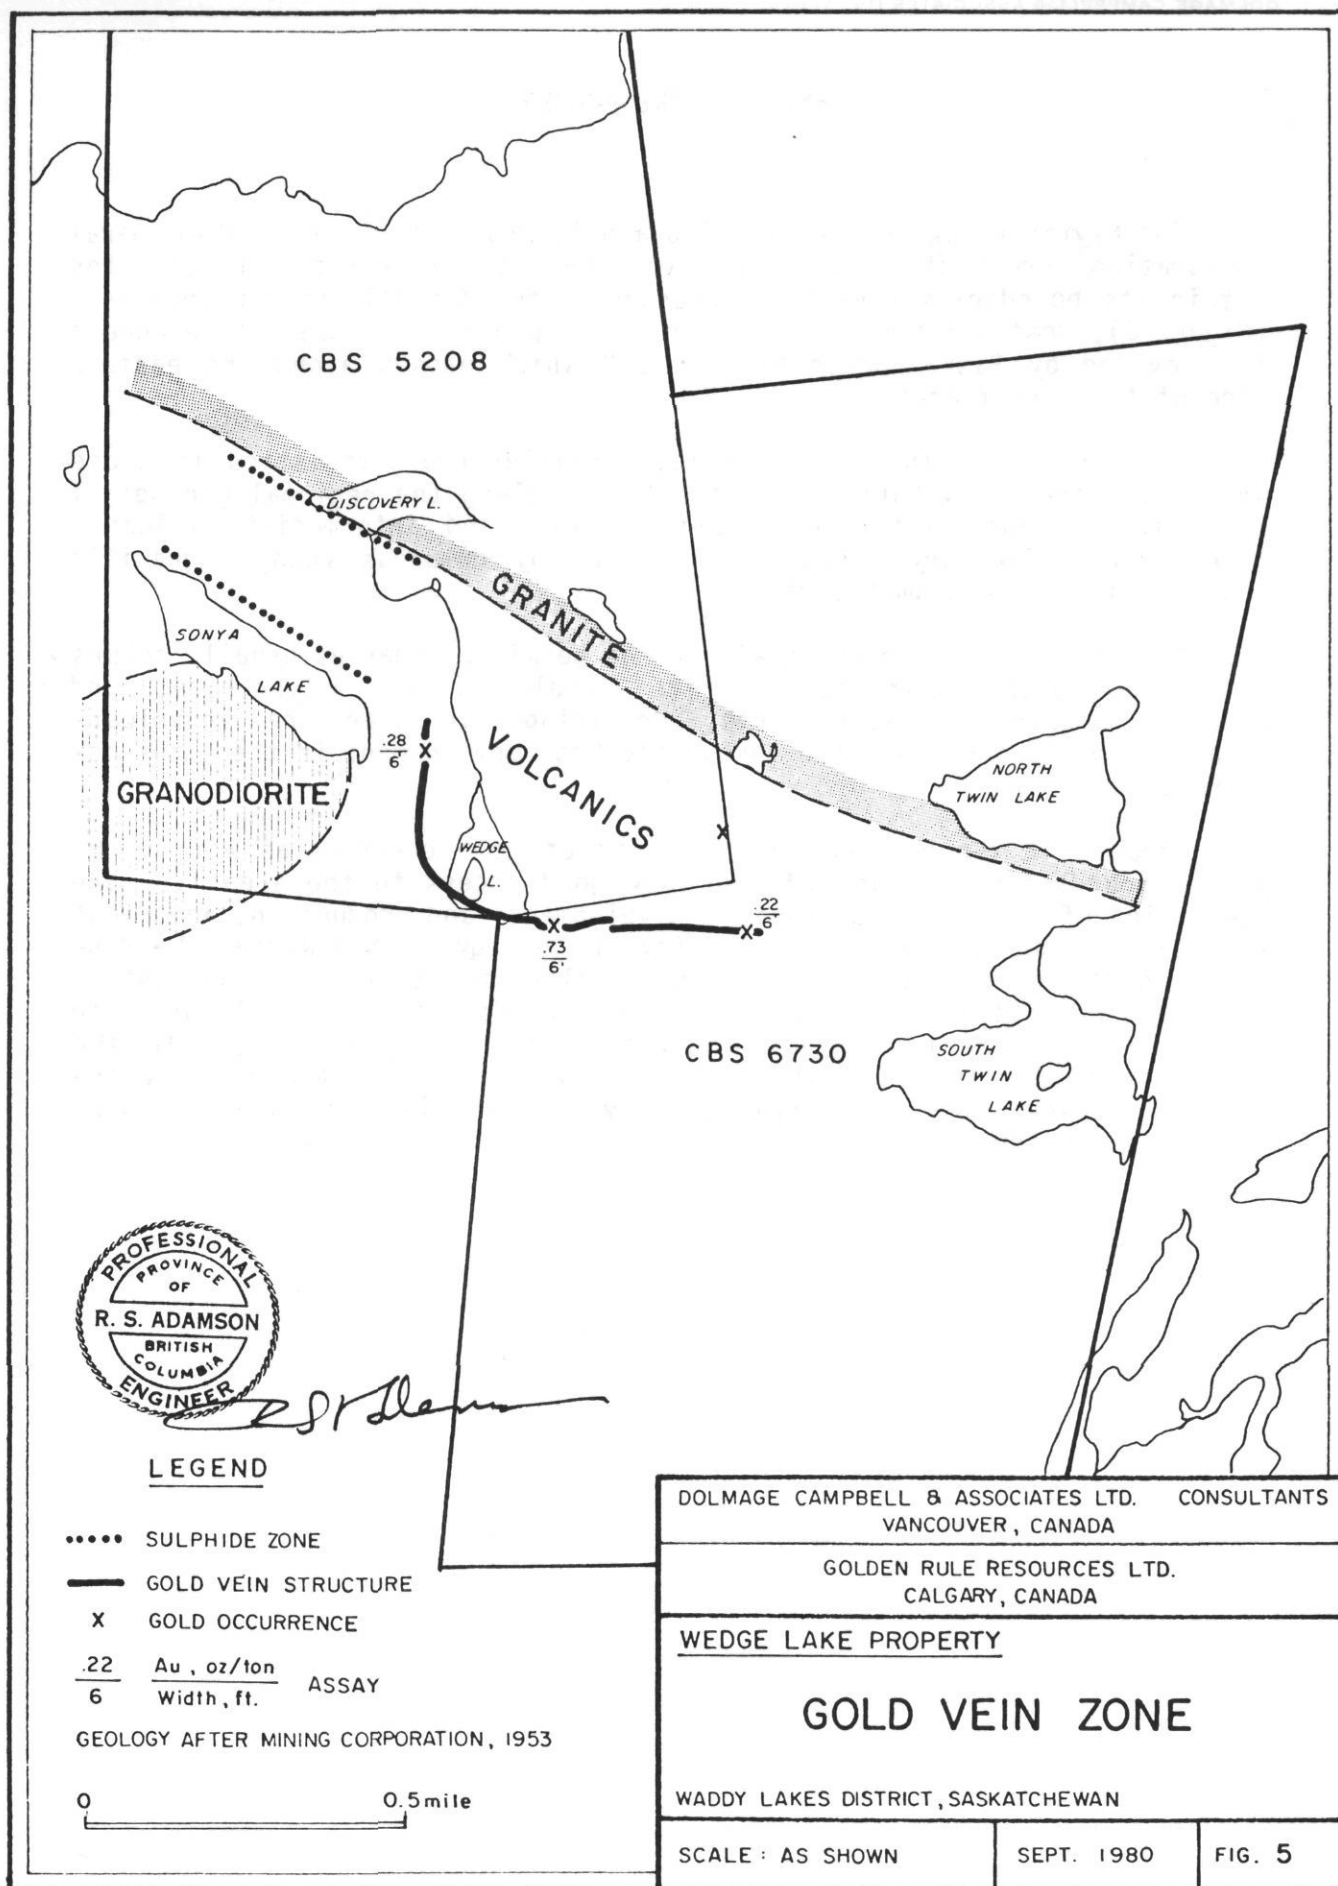 CBS 5208
DISCOVERY L.
GRANITE
SONYA
LAKE
.28
6'
VOLCANICS
GRANODIORITE
NORTH
TWIN LAKE
WEDGE
L.
.22
6'
.73
6'
CBS 6730
SOUTH
TWIN
LAKE
PROFESSIONAL
PROVINCE
OF
R. S. ADAMSON
BRITISH
COLUMBIA
ENGINEER
LEGEND
SULPHIDE ZONE
GOLD VEIN STRUCTURE
X GOLD OCCURRENCE
.22
6
Au, oz/ton
Width, ft.
ASSAY
GEOLOGY AFTER MINING CORPORATION, 1953
0 0.5 mile
DOLMAGE CAMPBELL & ASSOCIATES LTD. CONSULTANTS
VANCOUVER, CANADA
GOLDEN RULE RESOURCES LTD.
CALGARY, CANADA
WEDGE LAKE PROPERTY
GOLD VEIN ZONE
WADDY LAKES DISTRICT, SASKATCHEWAN
SCALE : AS SHOWN
SEPT. 1980
FIG. 5